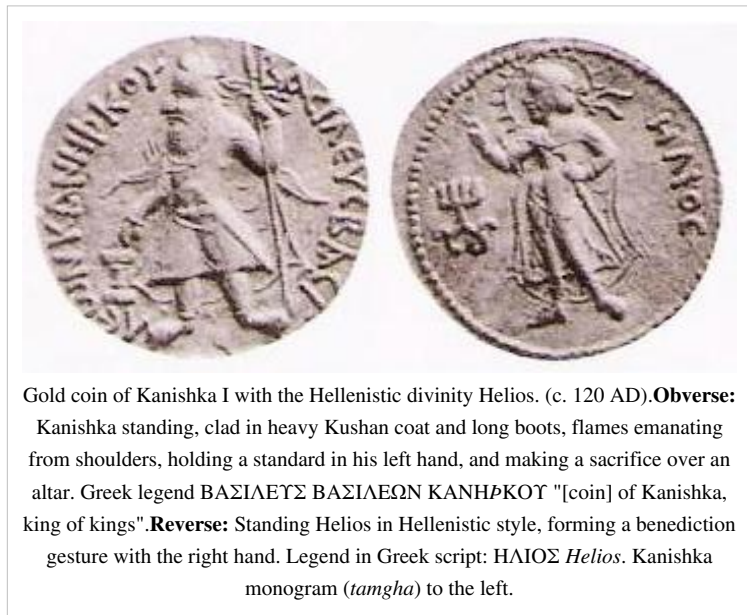 ΒΑϹΙΛΕΥϹ ΒΑϹΙ
ΛΕⲰΝ ΚΑΝΗϷΚΟΥ
ΗΛΙΟϹ
Gold coin of Kanishka I with the Hellenistic divinity Helios. (c. 120 AD).Obverse:
Kanishka standing, clad in heavy Kushan coat and long boots, flames emanating
from shoulders, holding a standard in his left hand, and making a sacrifice over an
altar. Greek legend ΒΑΣΙΛΕΥΣ ΒΑΣΙΛΕΩΝ ΚΑΝΗϷΚΟΥ "[coin] of Kanishka,
king of kings".Reverse: Standing Helios in Hellenistic style, forming a benediction
gesture with the right hand. Legend in Greek script: ΗΛΙΟΣ Helios. Kanishka
monogram (tamgha) to the left.